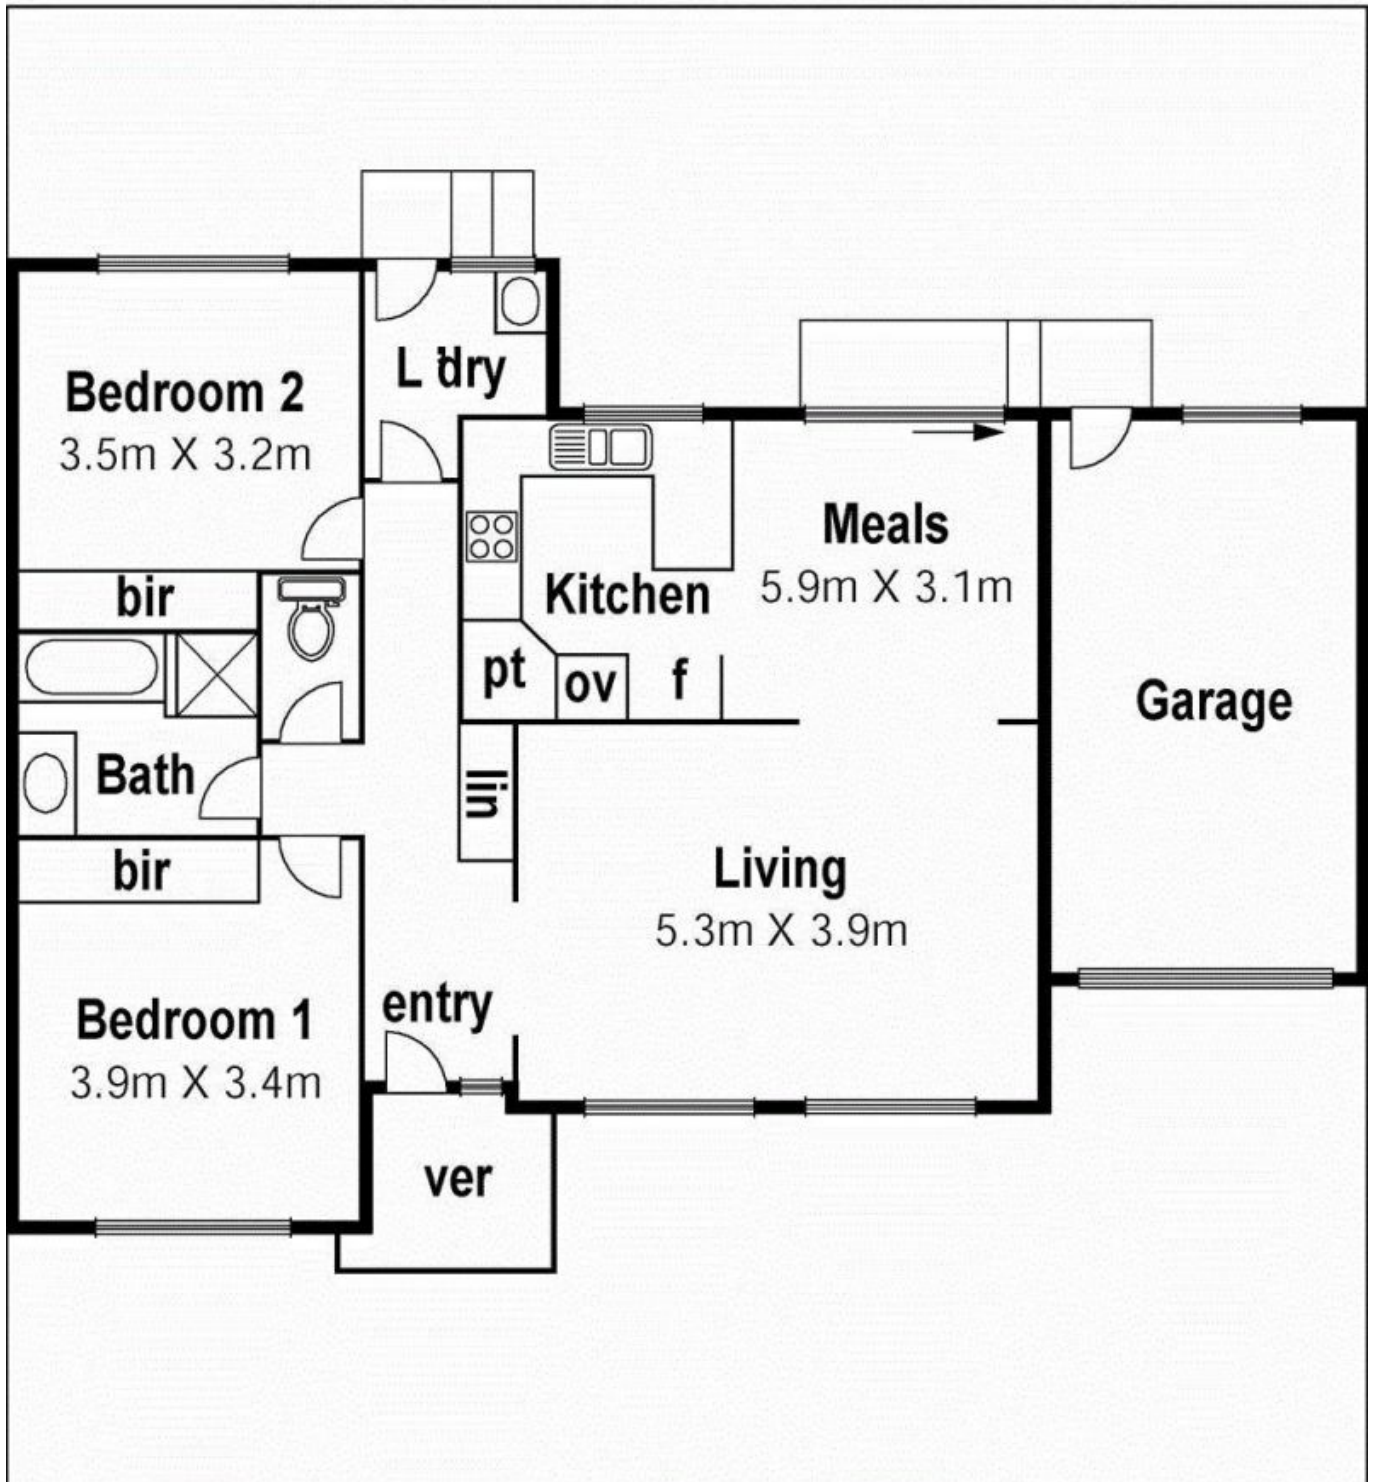 L'dry
Bedroom 2
3.5m X 3.2m
Meals
5.9m X 3.1m
bir
Kitchen
pt
ov
f
Garage
Bath
lin
bir
Living
5.3m X 3.9m
entry
Bedroom 1
3.9m X 3.4m
ver